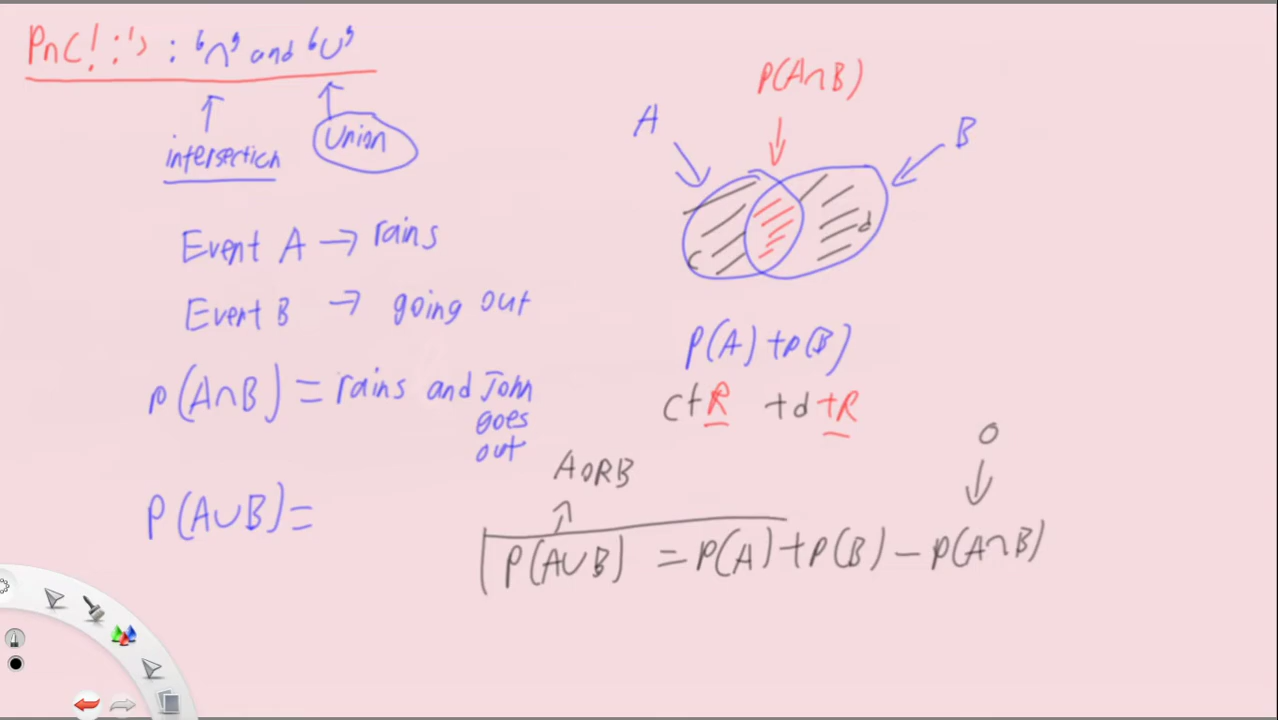 PnC! :') : '∩' and '∪'
intersection
Union
Event A → rains
Event B → going out
P(A∩B) = rains and John
goes
out
P(A∪B) =
P(A∩B)
A
B
c
d
P(A) + P(B)
C+R +d+R
A OR B
0
P(A∪B) = P(A) + P(B) − P(A∩B)